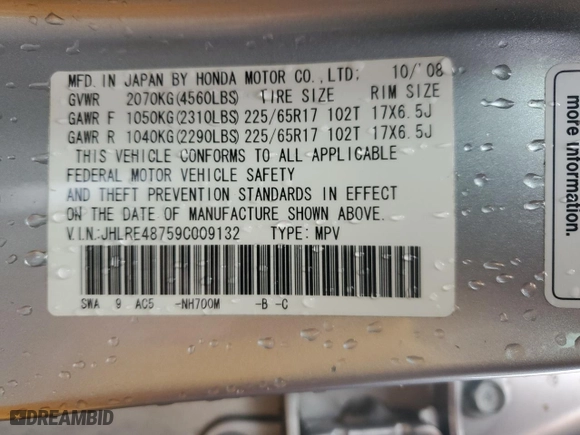 MFD. IN JAPAN BY HONDA MOTOR CO., LTD; 10/'08
GVWR 2070KG(4560LBS) TIRE SIZE RIM SIZE
GAWR F 1050KG(2310LBS) 225/65R17 102T 17X6.5J
GAWR R 1040KG(2290LBS) 225/65R17 102T 17X6.5J
THIS VEHICLE CONFORMS TO ALL APPLICABLE
FEDERAL MOTOR VEHICLE SAFETY
AND THEFT PREVENTION STANDARDS IN EFFECT
ON THE DATE OF MANUFACTURE SHOWN ABOVE.
V.I.N.:JHLRE48759C009132 TYPE: MPV
SWA 9 AC5 -NH700M -B -C
more information.
DREAMBID